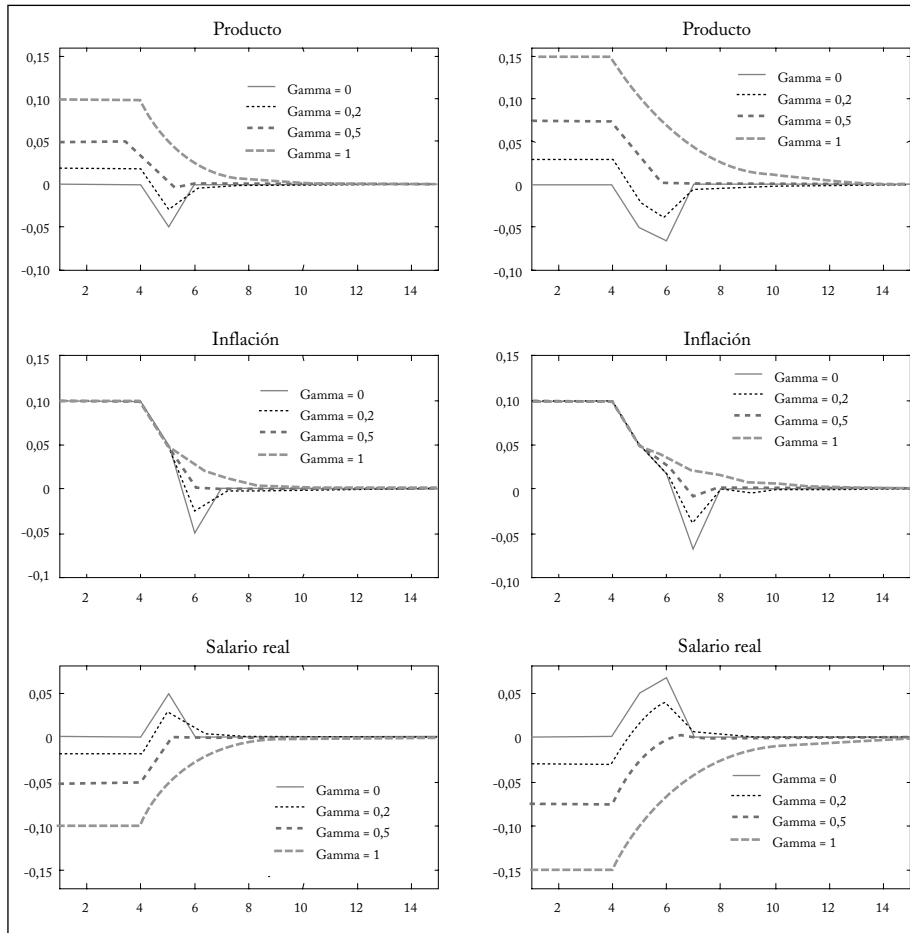 Producto
0,15
0,10
0,05
0
-0,05
-0,10
Gamma = 0
Gamma = 0,2
Gamma = 0,5
Gamma = 1
2 4 6 8 10 12 14
Producto
0,15
0,10
0,05
0
-0,05
-0,10
Gamma = 0
Gamma = 0,2
Gamma = 0,5
Gamma = 1
2 4 6 8 10 12 14
Inflación
0,15
0,10
0,05
0
-0,05
-0,1
Gamma = 0
Gamma = 0,2
Gamma = 0,5
Gamma = 1
2 4 6 8 10 12 14
Inflación
0,15
0,10
0,05
0
-0,05
-0,10
Gamma = 0
Gamma = 0,2
Gamma = 0,5
Gamma = 1
2 4 6 8 10 12 14
Salario real
0,05
0
-0,05
-0,10
-0,15
Gamma = 0
Gamma = 0,2
Gamma = 0,5
Gamma = 1
2 4 6 8 10 12 14
Salario real
0,05
0
-0,05
-0,10
-0,15
Gamma = 0
Gamma = 0,2
Gamma = 0,5
Gamma = 1
2 4 6 8 10 12 14